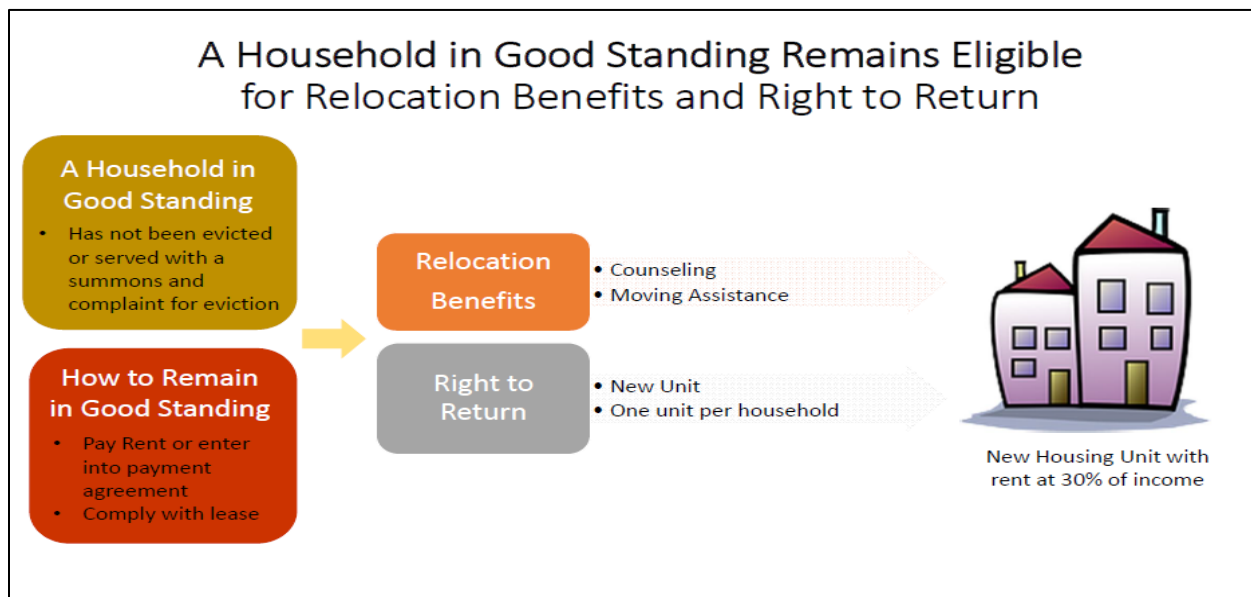 A Household in Good Standing Remains Eligible
for Relocation Benefits and Right to Return
A Household in
Good Standing
• Has not been evicted
or served with a
summons and
complaint for eviction
How to Remain
in Good Standing
• Pay Rent or enter
into payment
agreement
• Comply with lease
Relocation
Benefits
• Counseling
• Moving Assistance
Right to
Return
• New Unit
• One unit per household
New Housing Unit with
rent at 30% of income